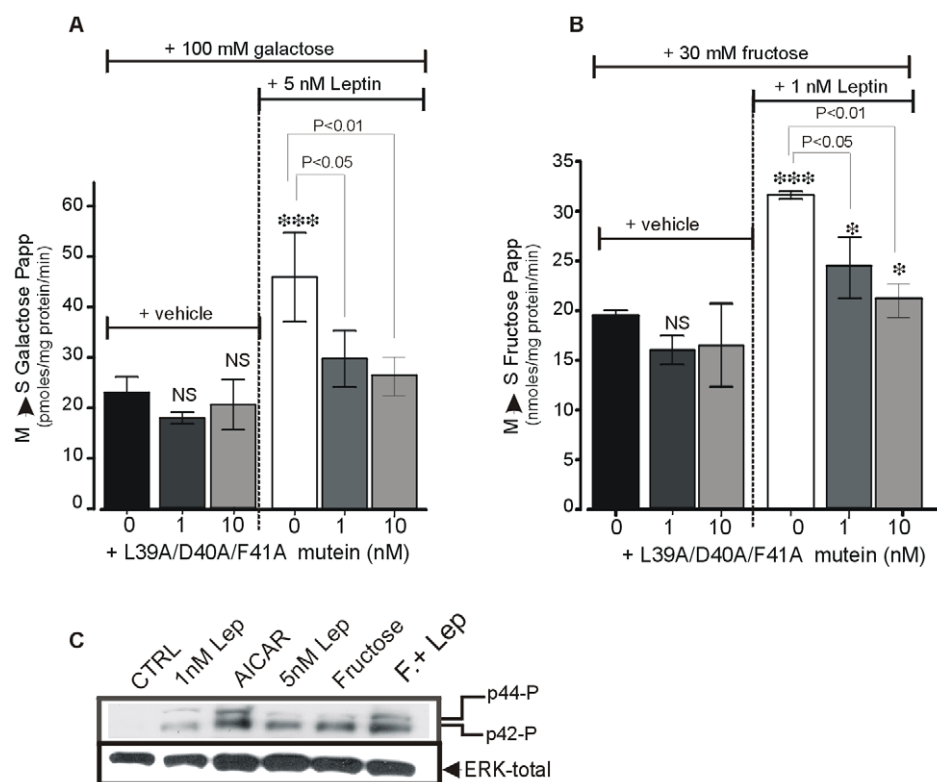 A
+ 100 mM galactose
+ 5 nM Leptin
P<0.01
P<0.05
✻✻✻
+ vehicle
NS
NS
M ➤ S Galactose Papp
(pmoles/mg protein/min)
60
50
40
30
20
10
0
0 1 10 0 1 10
+ L39A/D40A/F41A mutein (nM)
B
+ 30 mM fructose
+ 1 nM Leptin
P<0.01
P<0.05
✻✻✻
+ vehicle
✻
✻
NS
M ➤ S Fructose Papp
(nmoles/mg protein/min)
35
30
25
20
15
10
5
0
0 1 10 0 1 10
+ L39A/D40A/F41A mutein (nM)
C
CTRL
1nM Lep
AICAR
5nM Lep
Fructose
F.+ Lep
p44-P
p42-P
ERK-total